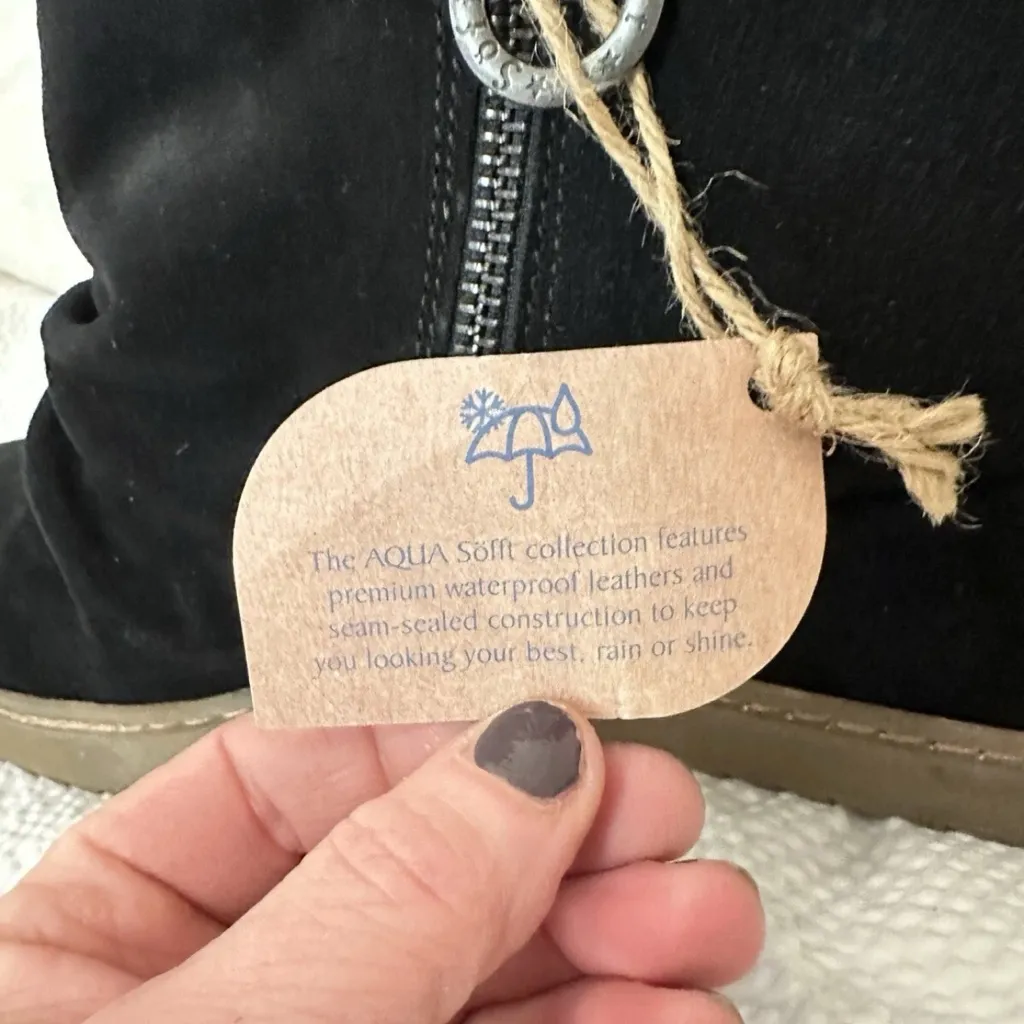 The AQUA Söfft collection features
premium waterproof leathers and
seam-sealed construction to keep
you looking your best, rain or shine.